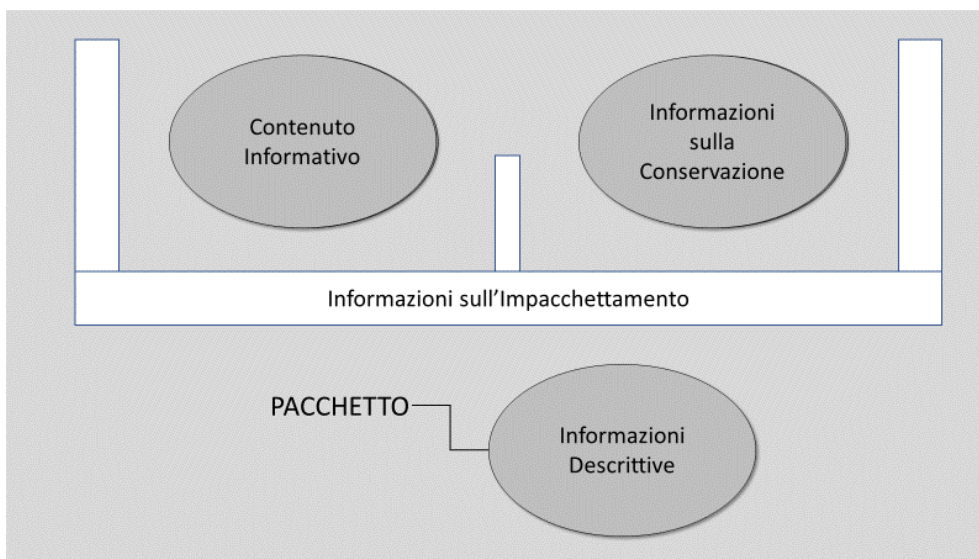 Contenuto
Informativo
Informazioni
sulla
Conservazione
Informazioni sull'Impacchettamento
PACCHETTO
Informazioni
Descrittive